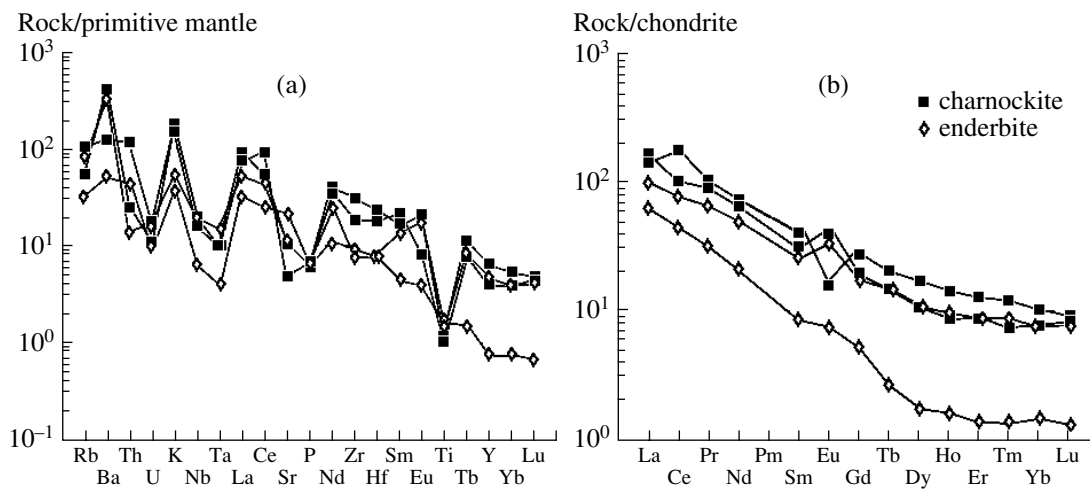 Rock/primitive mantle
10³
10²
10¹
10⁰
10⁻¹
(a)
Rb Th K Ta Ce P Zr Sm Ti Y Lu
Ba U Nb La Sr Nd Hf Eu Tb Yb
Rock/chondrite
10³
10²
10¹
10⁰
(b)
charnockite
enderbite
La Pr Pm Eu Tb Ho Tm Lu
Ce Nd Sm Gd Dy Er Yb